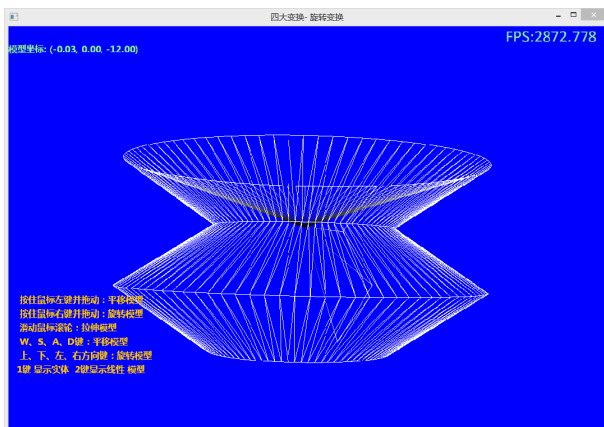 四大变换- 旋转变换
FPS:2872.778
模型坐标: (-0.03, 0.00, -12.00)
按住鼠标左键并拖动：平移模型
按住鼠标右键并拖动：旋转模型
滑动鼠标滚轮：拉伸模型
W、S、A、D键：平移模型
上、下、左、右方向键：旋转模型
1键 显示实体 2键显示线性 模型